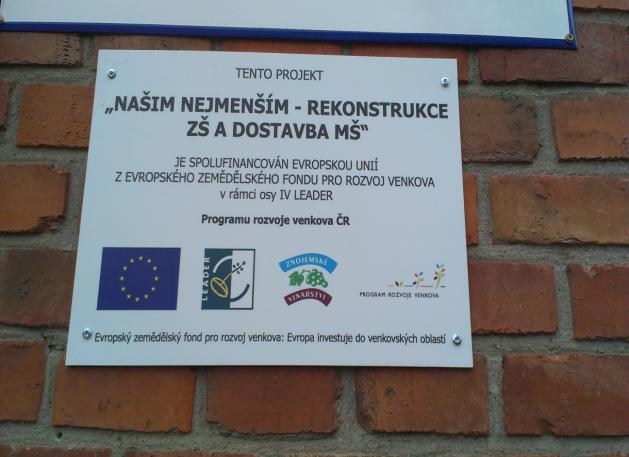 TENTO PROJEKT
„NAŠIM NEJMENŠÍM - REKONSTRUKCE
ZŠ A DOSTAVBA MŠ“
JE SPOLUFINANCOVÁN EVROPSKOU UNIÍ
Z EVROPSKÉHO ZEMĚDĚLSKÉHO FONDU PRO ROZVOJ VENKOVA
v rámci osy IV LEADER
Programu rozvoje venkova ČR
LEADER
ZNOJEMSKÉ
VINAŘSTVÍ
PROGRAM ROZVOJE VENKOVA
Evropský zemědělský fond pro rozvoj venkova: Evropa investuje do venkovských oblastí